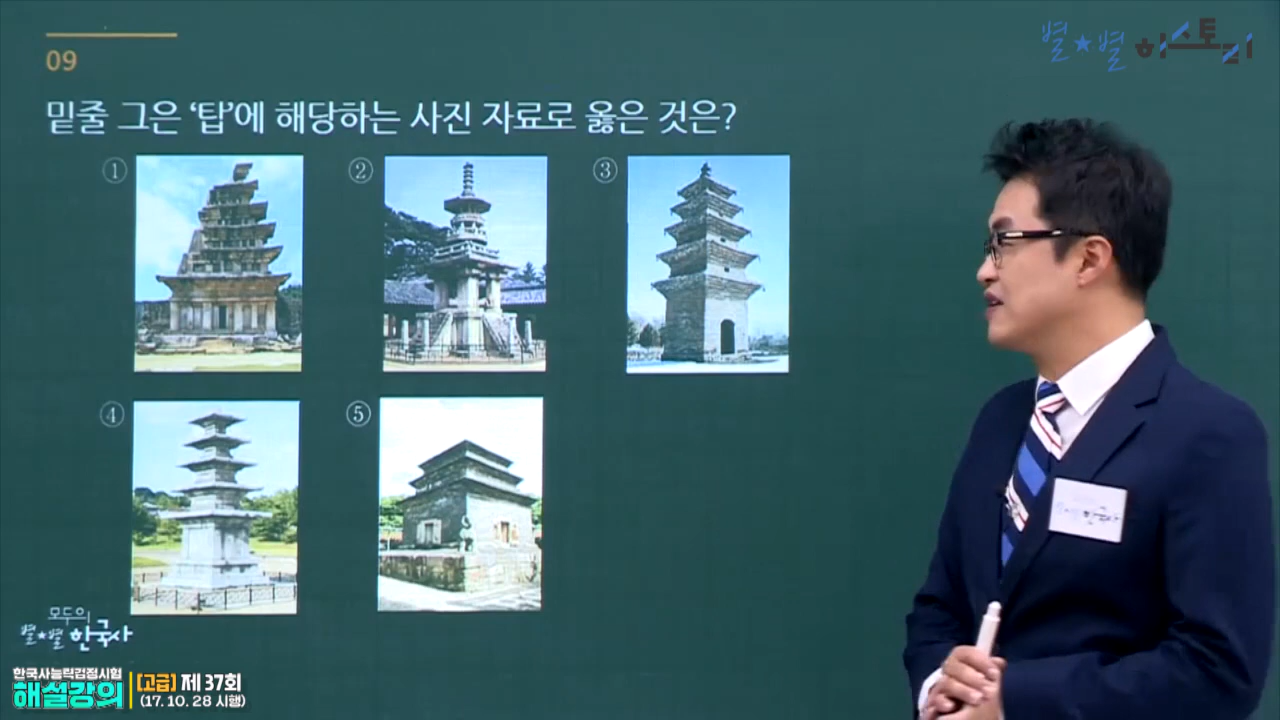 09
별★별 히스토리
밑줄 그은 ‘탑’에 해당하는 사진 자료로 옳은 것은?
① ② ③
④ ⑤
모두의
별★별 한국사
한국사능력검정시험
해설강의
[고급] 제 37회
(17. 10. 28 시행)